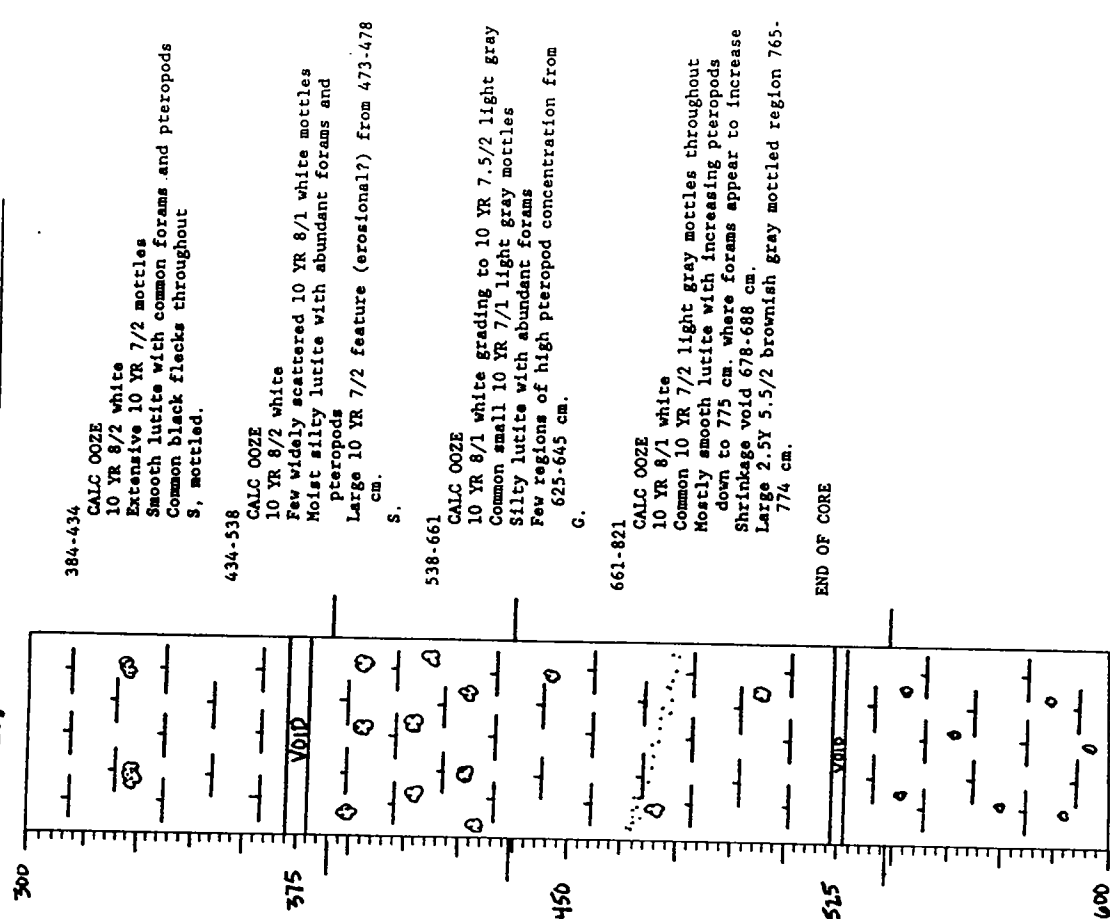 384-434
CALC OOZE
10 YR 8/2 white
Extensive 10 YR 7/2 mottles
Smooth lutite with common forams and pteropods
Common black flecks throughout
S, mottled.
434-538
CALC OOZE
10 YR 8/2 white
Few widely scattered 10 YR 8/1 white mottles
Moist silty lutite with abundant forams and
pteropods
Large 10 YR 7/2 feature (erosional?) from 473-478
cm.
S.
538-661
CALC OOZE
10 YR 8/1 white grading to 10 YR 7.5/2 light gray
Common small 10 YR 7/1 light gray mottles
Silty lutite with abundant forams
Few regions of high pteropod concentration from
625-645 cm.
G.
661-821
CALC OOZE
10 YR 8/1 white
Common 10 YR 7/2 light gray mottles throughout
Mostly smooth lutite with increasing pteropods
down to 775 cm. where forams appear to increase
Shrinkage void 678-688 cm.
Large 2.5Y 5.5/2 brownish gray mottled region 765-
774 cm.
END OF CORE
300
375
450
525
600
VOID
VOID